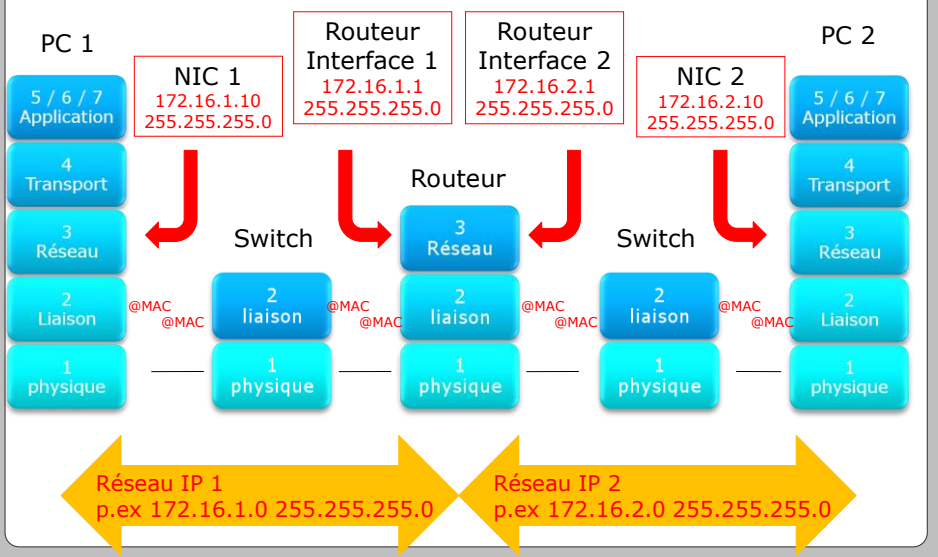 PC 1
NIC 1
172.16.1.10
255.255.255.0
Routeur
Interface 1
172.16.1.1
255.255.255.0
Routeur
Interface 2
172.16.2.1
255.255.255.0
NIC 2
172.16.2.10
255.255.255.0
PC 2
5 / 6 / 7
Application
4
Transport
3
Réseau
2
Liaison
1
physique
@MAC
@MAC
Switch
2
liaison
1
physique
@MAC
@MAC
Routeur
3
Réseau
2
liaison
1
physique
@MAC
@MAC
Switch
2
liaison
1
physique
@MAC
@MAC
5 / 6 / 7
Application
4
Transport
3
Réseau
2
Liaison
1
physique
Réseau IP 1
p.ex 172.16.1.0 255.255.255.0
Réseau IP 2
p.ex 172.16.2.0 255.255.255.0